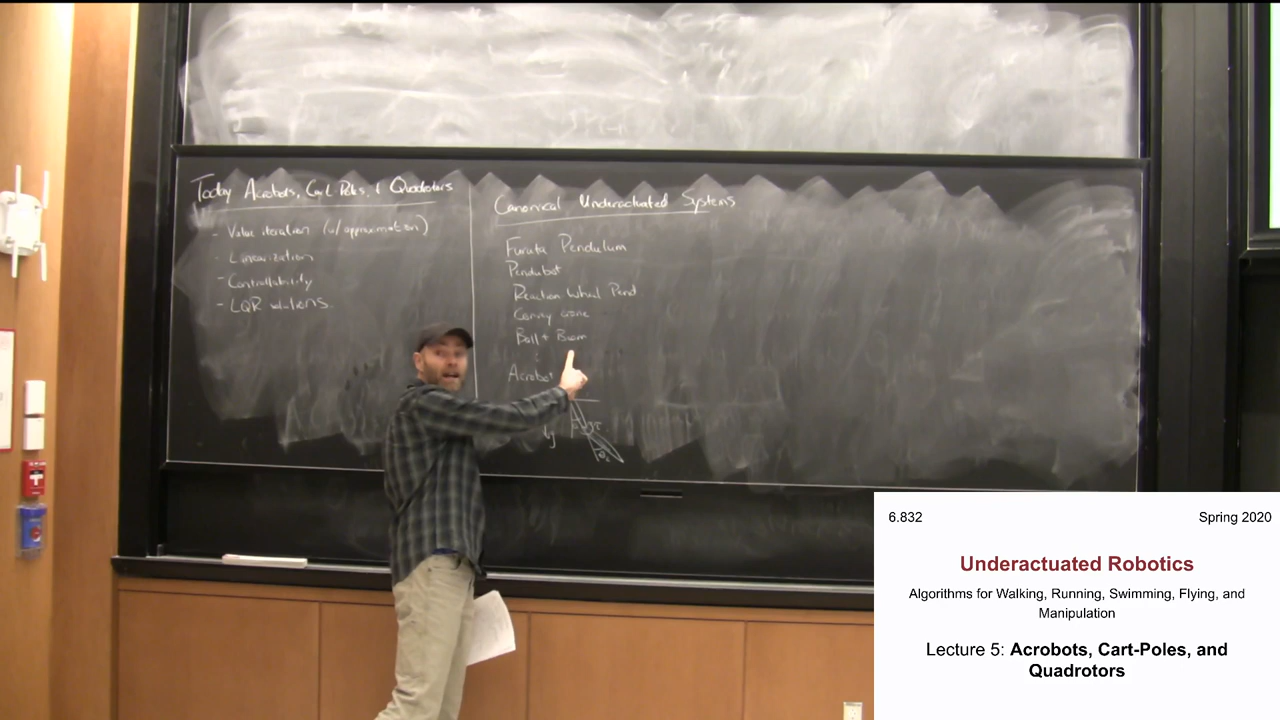 Today Acrobots, Cart Poles, & Quadrotors
- Value iteration (w/ approximation)
- Linearization
- Controllability
- LQR solutions.
Canonical Underactuated Systems
Furuta Pendulum
Pendubot
Reaction Wheel Pend
Convey crane
Ball + Beam
:
Acrobot
6.832
Spring 2020
Underactuated Robotics
Algorithms for Walking, Running, Swimming, Flying, and
Manipulation
Lecture 5: Acrobots, Cart-Poles, and
Quadrotors